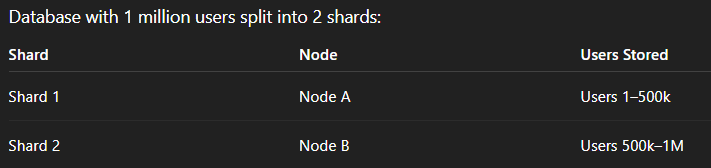 Database with 1 million users split into 2 shards:
Shard Node Users Stored
Shard 1 Node A Users 1–500k
Shard 2 Node B Users 500k–1M